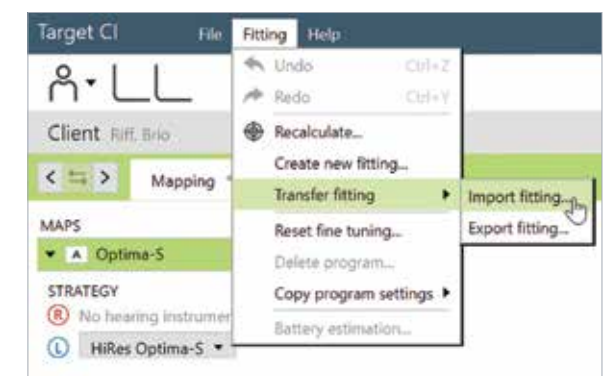 Target CI File Fitting Help
Undo Ctrl+Z
Redo Ctrl+Y
Client Riff, Brio
Recalculate...
Create new fitting...
Mapping
Transfer fitting
Import fitting...
MAPS
Reset fine tuning...
Export fitting...
A Optima-S
Delete program...
STRATEGY
Copy program settings
R No hearing instrumen
Battery estimation...
L HiRes Optima-S